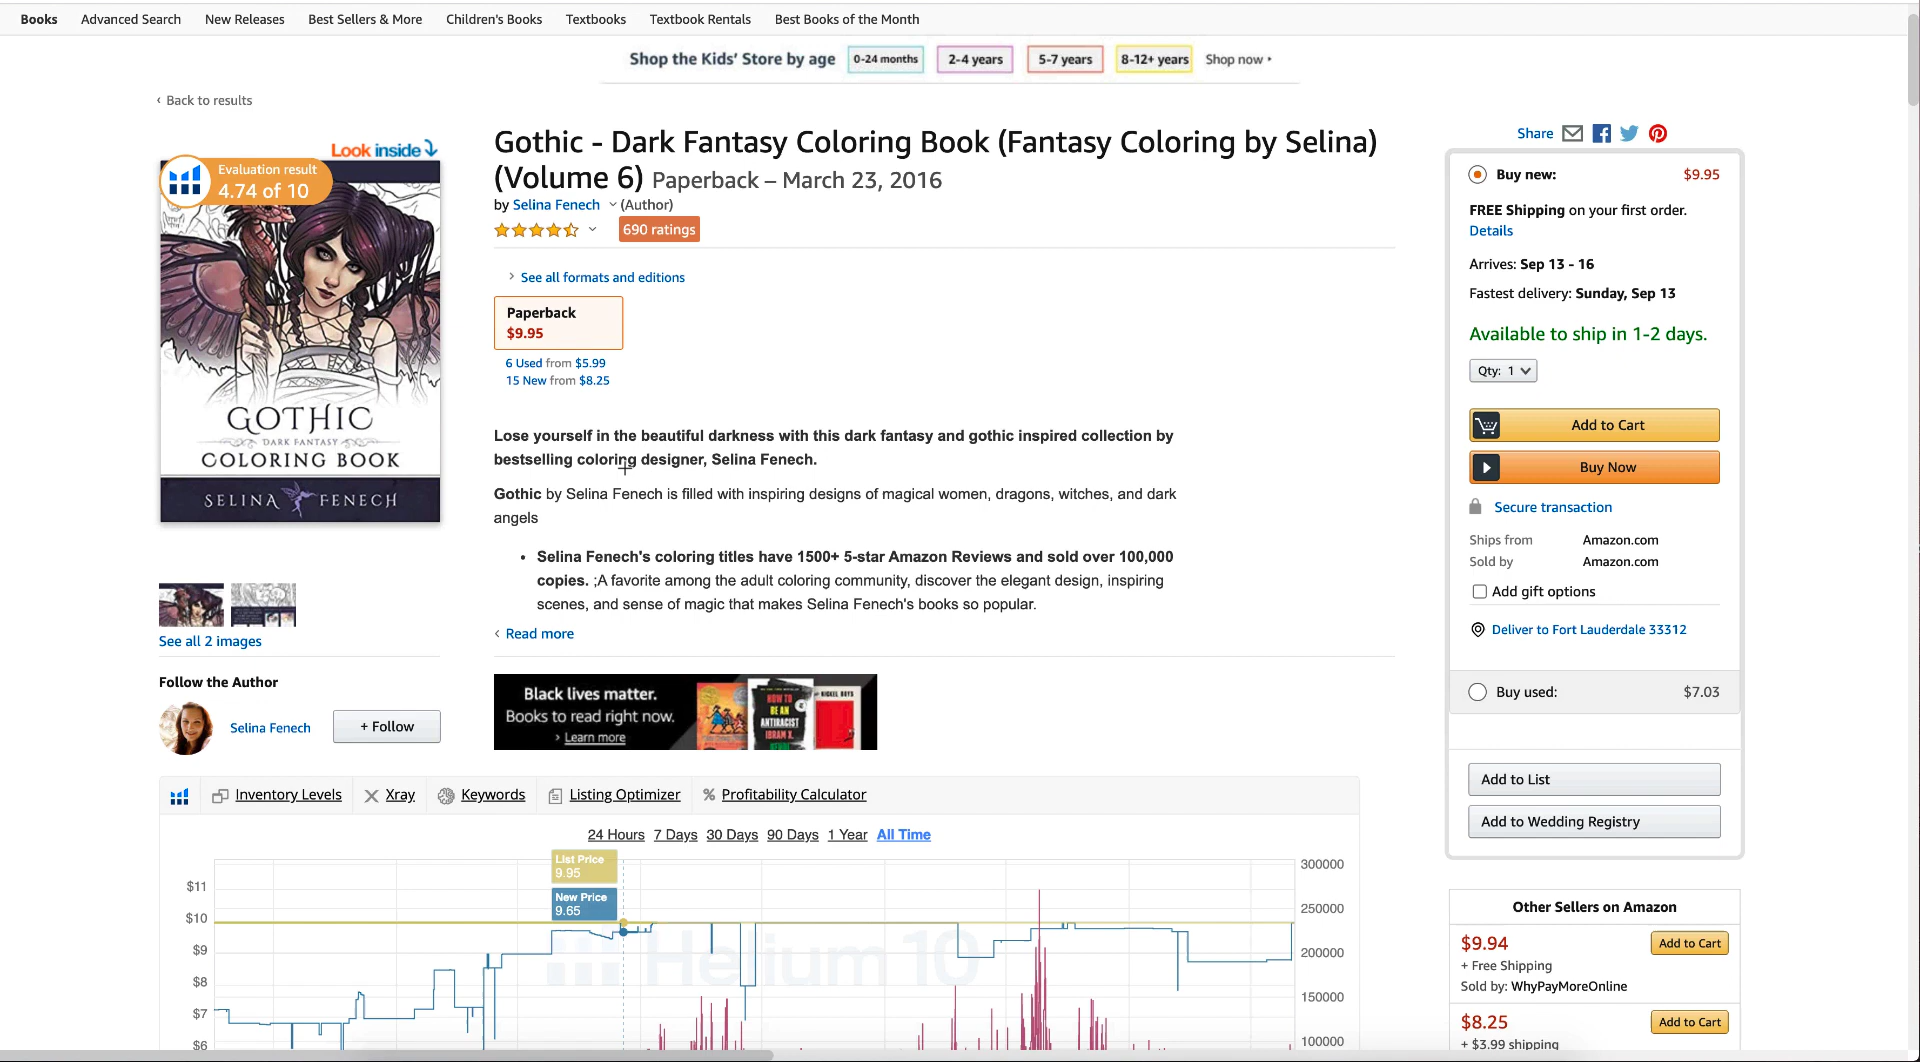 Books Advanced Search New Releases Best Sellers & More Children's Books Textbooks Textbook Rentals Best Books of the Month
Shop the Kids' Store by age 0-24 months 2-4 years 5-7 years 8-12+ years Shop now
‹ Back to results
Look inside
Evaluation result
4.74 of 10
GOTHIC
DARK FANTASY
COLORING BOOK
SELINA FENECH
See all 2 images
Follow the Author
Selina Fenech
+ Follow
Gothic - Dark Fantasy Coloring Book (Fantasy Coloring by Selina)
(Volume 6) Paperback – March 23, 2016
by Selina Fenech (Author)
690 ratings
› See all formats and editions
Paperback
$9.95
6 Used from $5.99
15 New from $8.25
Lose yourself in the beautiful darkness with this dark fantasy and gothic inspired collection by
bestselling coloring designer, Selina Fenech.
Gothic by Selina Fenech is filled with inspiring designs of magical women, dragons, witches, and dark
angels
• Selina Fenech's coloring titles have 1500+ 5-star Amazon Reviews and sold over 100,000
copies. ;A favorite among the adult coloring community, discover the elegant design, inspiring
scenes, and sense of magic that makes Selina Fenech's books so popular.
‹ Read more
Black lives matter.
Books to read right now.
› Learn more
HOW TO
BE AN
ANTIRACIST
IBRAM X.
NICKEL BOYS
Share
Buy new: $9.95
FREE Shipping on your first order.
Details
Arrives: Sep 13 - 16
Fastest delivery: Sunday, Sep 13
Available to ship in 1-2 days.
Qty: 1
Add to Cart
Buy Now
Secure transaction
Ships from Amazon.com
Sold by Amazon.com
Add gift options
Deliver to Fort Lauderdale 33312
Buy used: $7.03
Add to List
Add to Wedding Registry
Other Sellers on Amazon
$9.94 Add to Cart
+ Free Shipping
Sold by: WhyPayMoreOnline
$8.25 Add to Cart
+ $3.99 shipping
Inventory Levels Xray Keywords Listing Optimizer % Profitability Calculator
24 Hours 7 Days 30 Days 90 Days 1 Year All Time
List Price
9.95
New Price
9.65
$11
$10
$9
$8
$7
$6
Helium 10
300000
250000
200000
150000
100000